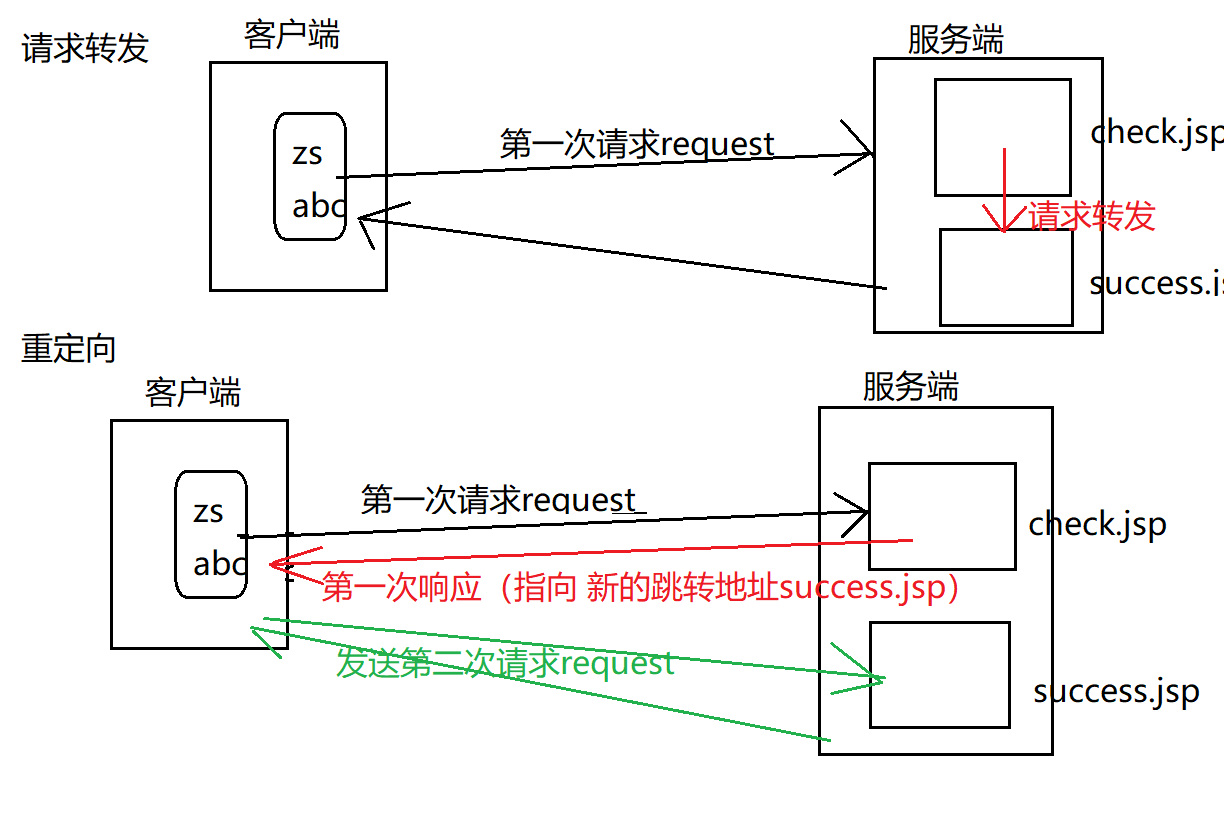 请求转发
客户端
服务端
zs
abc
第一次请求request
check.jsp
请求转发
success.js
重定向
客户端
服务端
zs
abc
第一次请求request
check.jsp
第一次响应（指向 新的跳转地址success.jsp）
发送第二次请求request
success.jsp